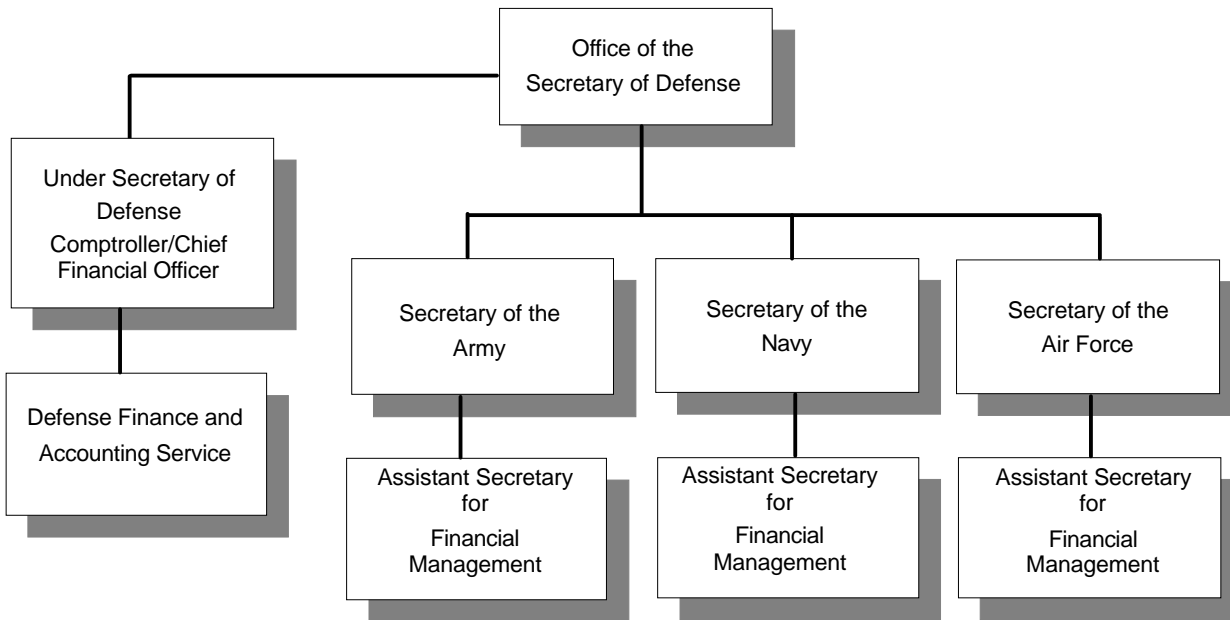 Office of the
Secretary of Defense
Under Secretary of
Defense
Comptroller/Chief
Financial Officer
Secretary of the
Army
Secretary of the
Navy
Secretary of the
Air Force
Defense Finance and
Accounting Service
Assistant Secretary
for
Financial
Management
Assistant Secretary
for
Financial
Management
Assistant Secretary
for
Financial
Management